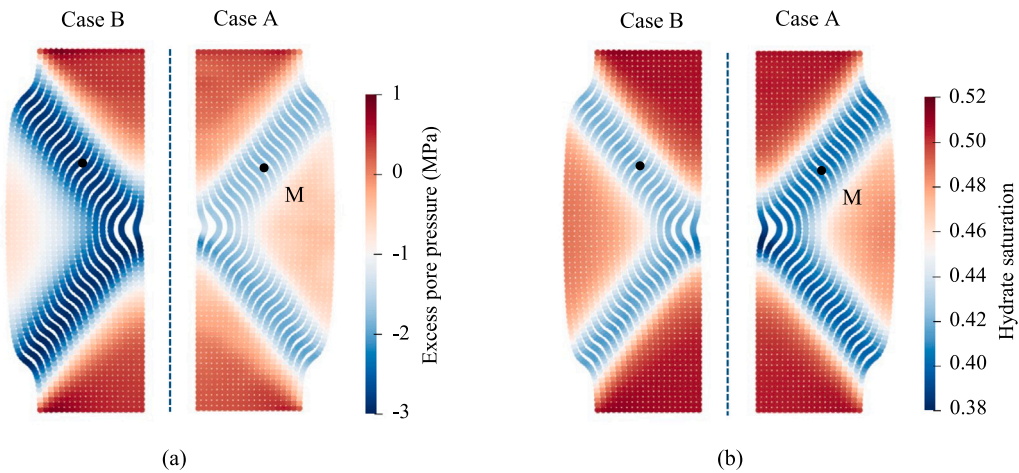 Case B
Case A
M
1
0
-1
-2
-3
Excess pore pressure (MPa)
(a)
Case B
Case A
M
0.52
0.50
0.48
0.46
0.44
0.42
0.40
0.38
Hydrate saturation
(b)